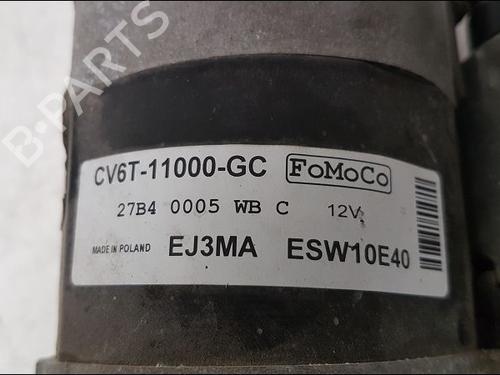 B-PARTS
CV6T-11000-GC FoMoCo
27B4 0005 WB C 12V
MADE IN POLAND EJ3MA ESW10E40